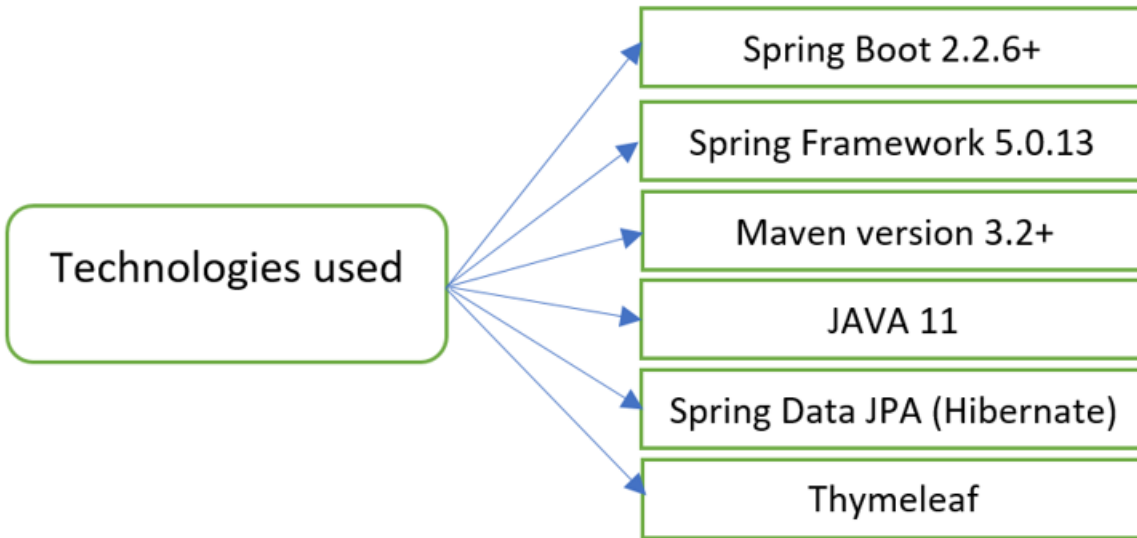 Technologies used
Spring Boot 2.2.6+
Spring Framework 5.0.13
Maven version 3.2+
JAVA 11
Spring Data JPA (Hibernate)
Thymeleaf